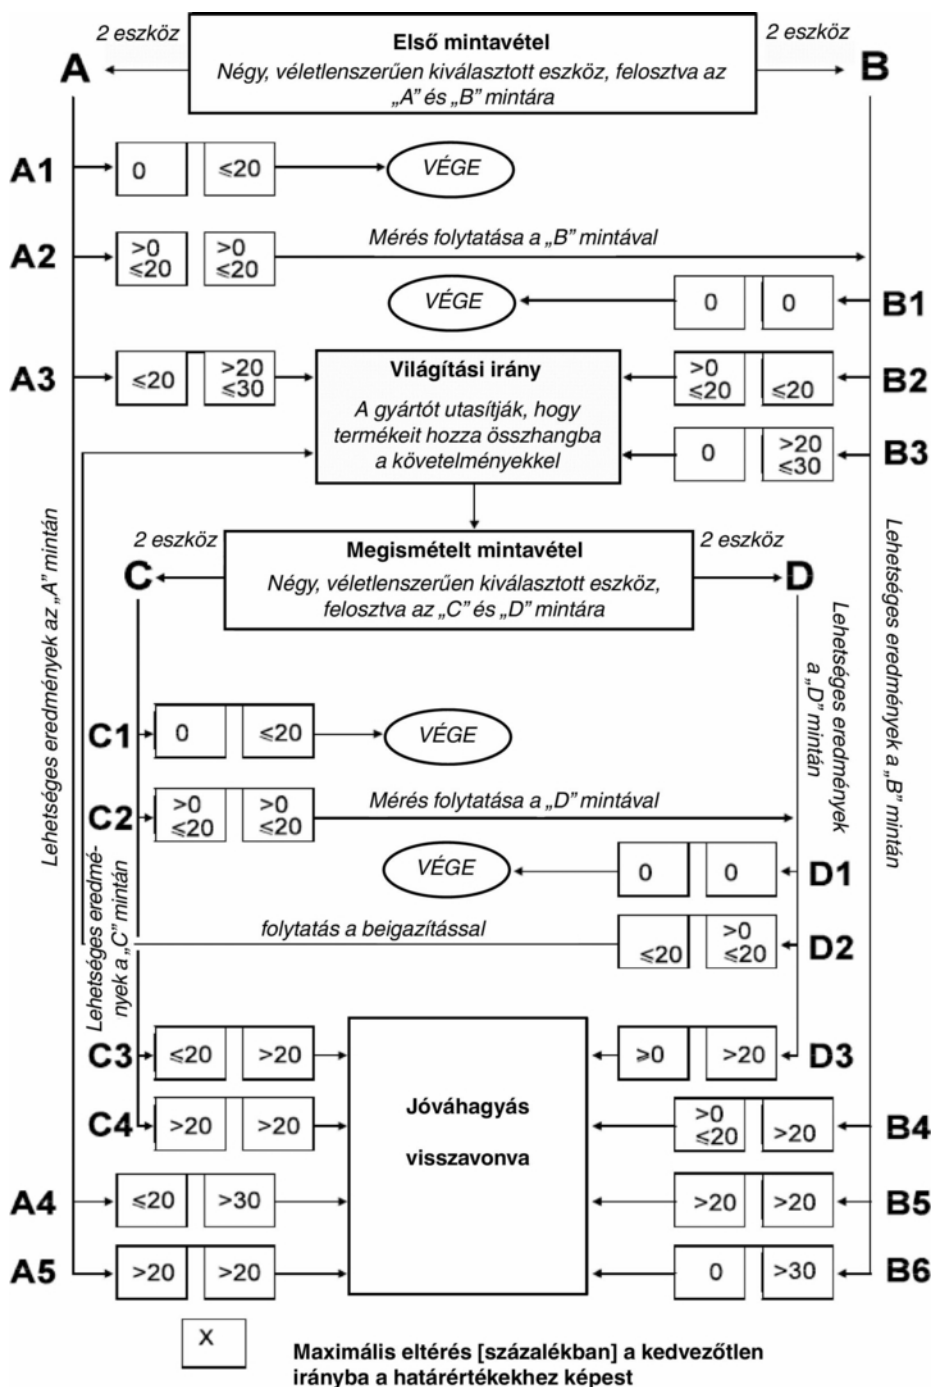 2 eszköz
Első mintavétel
2 eszköz
A
Négy, véletlenszerűen kiválasztott eszköz, felosztva az
„A” és „B” mintára
B
A1
0
≤20
VÉGE
A2
>0
≤20
>0
≤20
Mérés folytatása a „B” mintával
VÉGE
0
0
B1
A3
≤20
>20
≤30
Világítási irány
A gyártót utasítják, hogy
termékeit hozza összhangba
a követelményekkel
>0
≤20
≤20
B2
0
>20
≤30
B3
2 eszköz
Megismételt mintavétel
2 eszköz
C
Négy, véletlenszerűen kiválasztott eszköz,
felosztva az „C” és „D” mintára
D
Lehetséges eredmények az „A” mintán
Lehetséges eredmények
a „D” mintán
Lehetséges eredmények a „B” mintán
C1
0
≤20
VÉGE
C2
>0
≤20
>0
≤20
Mérés folytatása a „D” mintával
VÉGE
0
0
D1
Lehetséges eredmé-
nyek a „C” mintán
folytatás a beigazítással
≤20
>0
≤20
D2
C3
≤20
>20
Jóváhagyás
visszavonva
≥0
>20
D3
C4
>20
>20
>0
≤20
>20
B4
A4
≤20
>30
>20
>20
B5
A5
>20
>20
0
>30
B6
X
Maximális eltérés [százalékban] a kedvezőtlen
irányba a határértékekhez képest